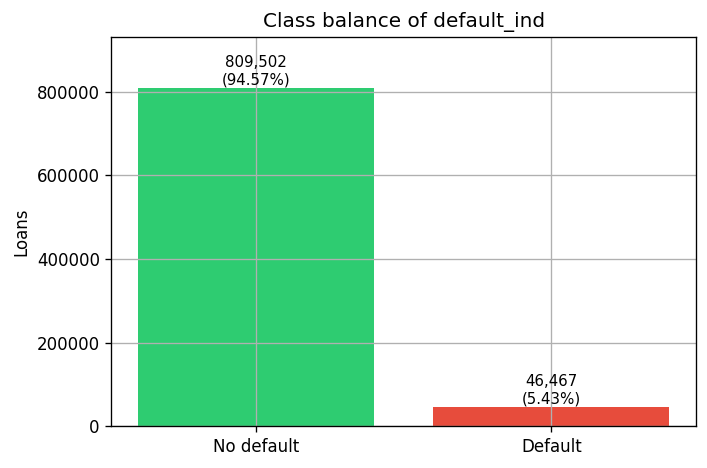 Class balance of default_ind
809,502
(94.57%)
800000
600000
Loans
400000
200000
46,467
(5.43%)
0
No default
Default